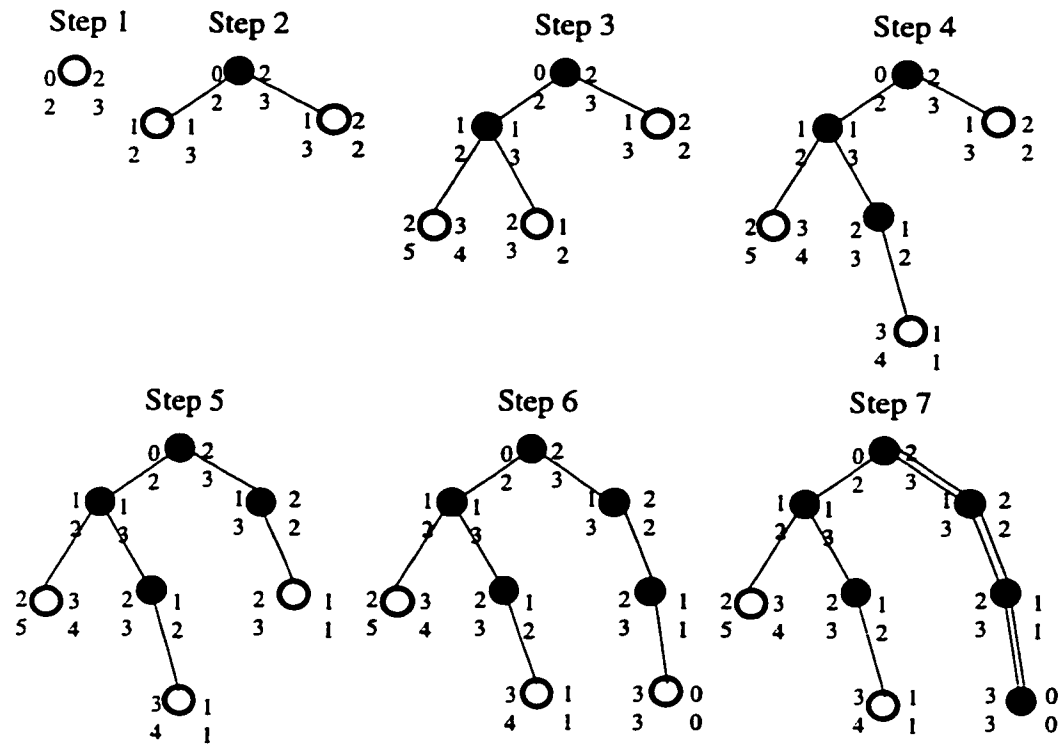 Step 1
0 2
2 3
Step 2
0 2
2 3
1 1 1 2
2 3 3 2
Step 3
0 2
2 3
1 1 1 2
2 3 3 2
2 3 2 1
5 4 3 2
Step 4
0 2
2 3
1 1 1 2
2 3 3 2
2 3 2 1
5 4 3 2
3 1
4 1
Step 5
0 2
2 3
1 1 1 2
2 3 3 2
2 3 2 1 2 1
5 4 3 2 3 1
3 1
4 1
Step 6
0 2
2 3
1 1 1 2
2 3 3 2
2 3 2 1 2 1
5 4 3 2 3 1
3 1 3 0
4 1 3 0
Step 7
0 2
2 3
1 1 1 2
2 3 3 2
2 3 2 1 2 1
5 4 3 2 3 1
3 1 3 0
4 1 3 0